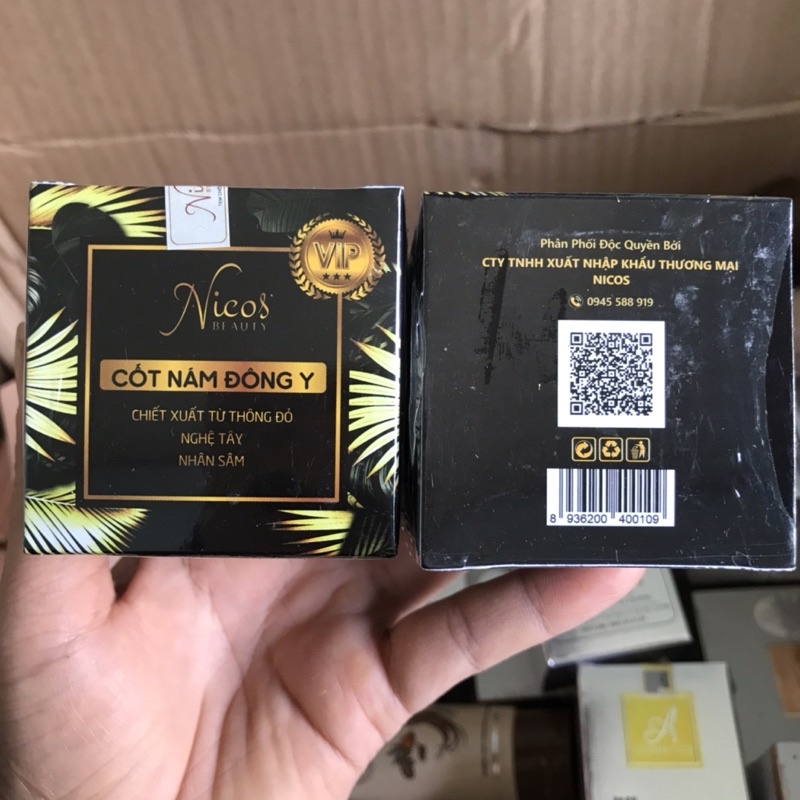 VIP
Nicos
BEAUTY
CỐT NÁM ĐÔNG Y
CHIẾT XUẤT TỪ THÔNG ĐỎ
NGHỆ TÂY
NHÂN SÂM
Phân Phối Độc Quyền Bởi
CTY TNHH XUẤT NHẬP KHẨU THƯƠNG MẠI
NICOS
0945 588 919
8 936200 400109
A